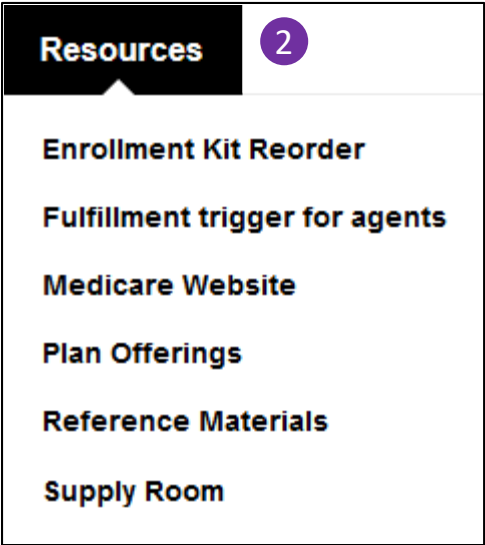 Resources 2
Enrollment Kit Reorder
Fulfillment trigger for agents
Medicare Website
Plan Offerings
Reference Materials
Supply Room